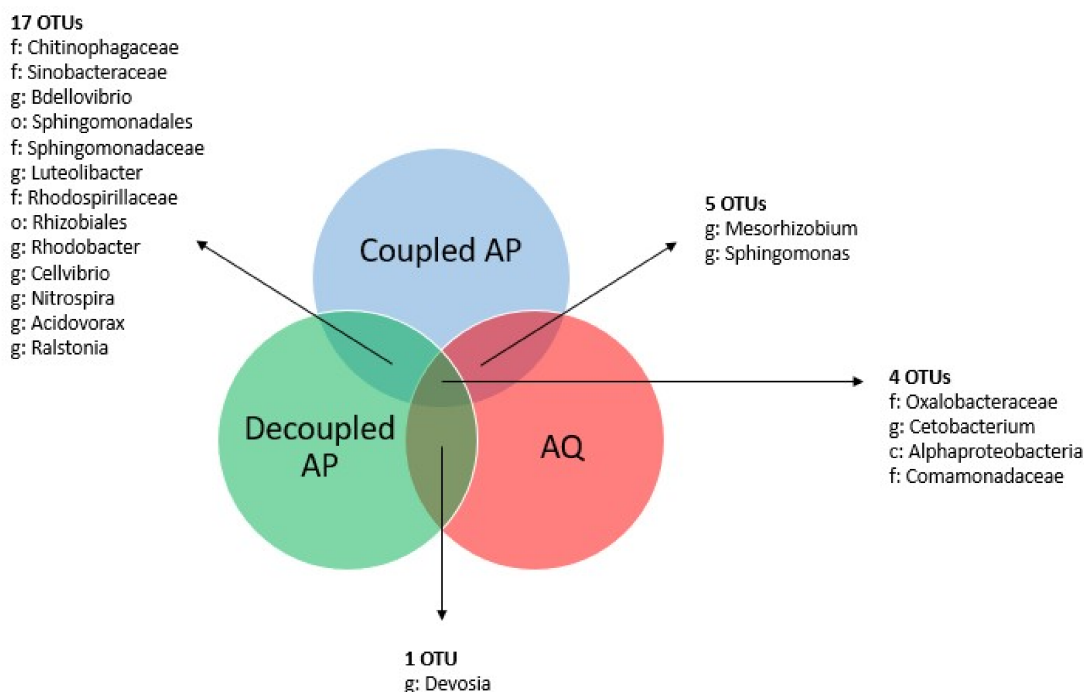 17 OTUs
f: Chitinophagaceae
f: Sinobacteraceae
g: Bdellovibrio
o: Sphingomonadales
f: Sphingomonadaceae
g: Luteolibacter
f: Rhodospirillaceae
o: Rhizobiales
g: Rhodobacter
g: Cellvibrio
g: Nitrospira
g: Acidovorax
g: Ralstonia
Coupled AP
5 OTUs
g: Mesorhizobium
g: Sphingomonas
Decoupled
AP
AQ
4 OTUs
f: Oxalobacteraceae
g: Cetobacterium
c: Alphaproteobacteria
f: Comamonadaceae
1 OTU
g: Devosia